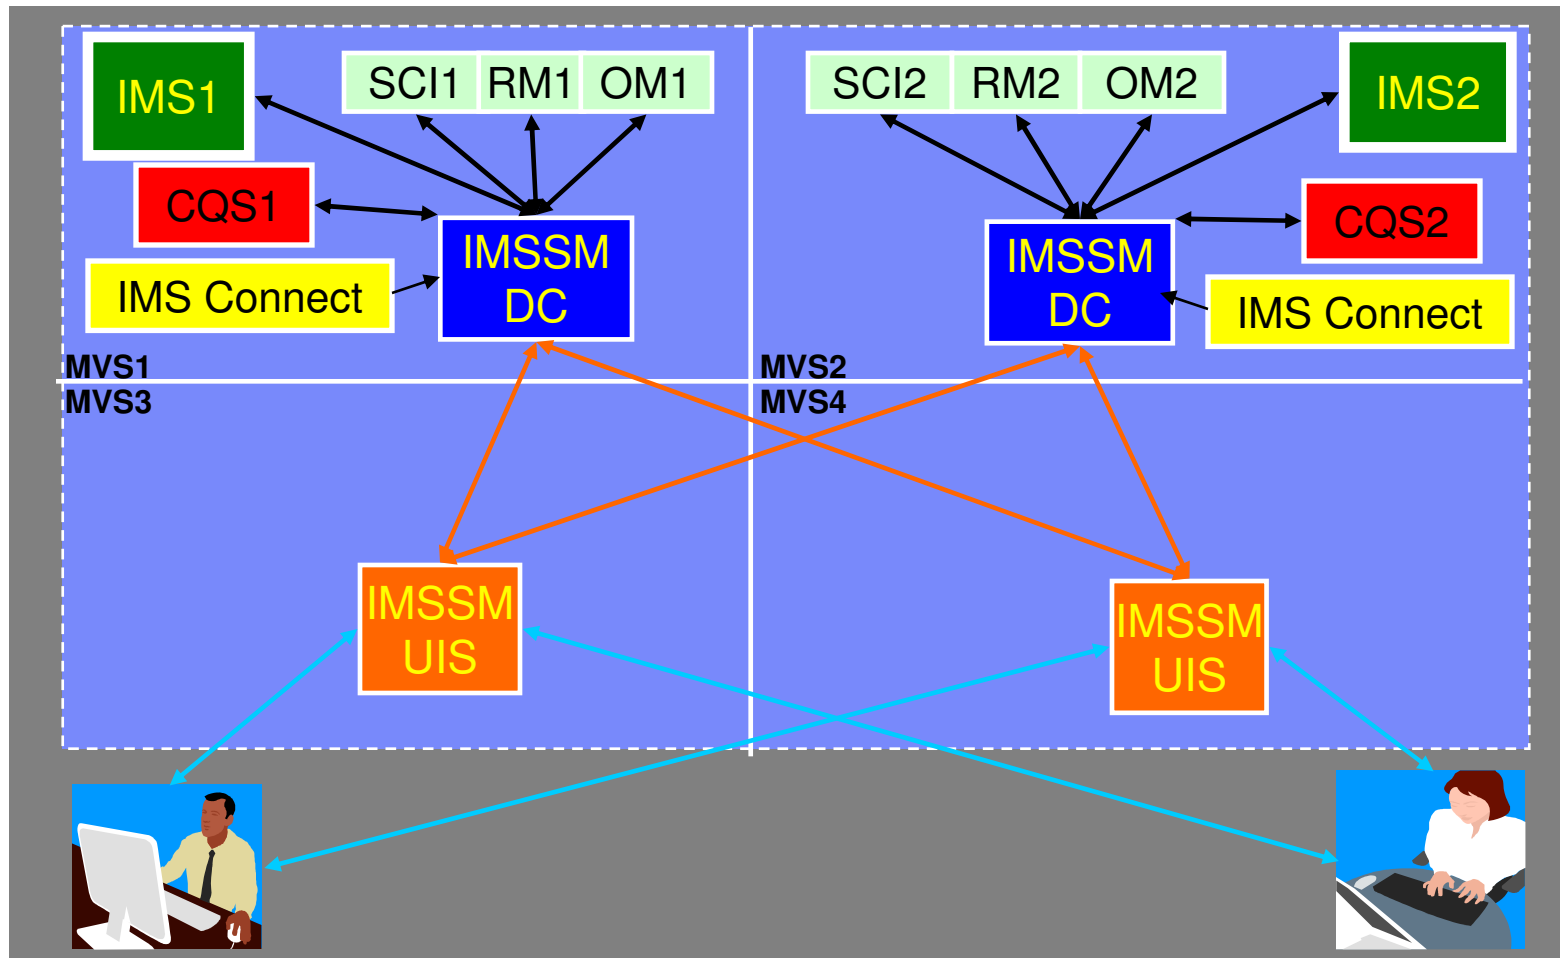 IMS1
SCI1
RM1
OM1
CQS1
IMSSM
DC
IMS Connect
MVS1
SCI2
RM2
OM2
IMS2
IMSSM
DC
CQS2
IMS Connect
MVS2
MVS3
IMSSM
UIS
MVS4
IMSSM
UIS